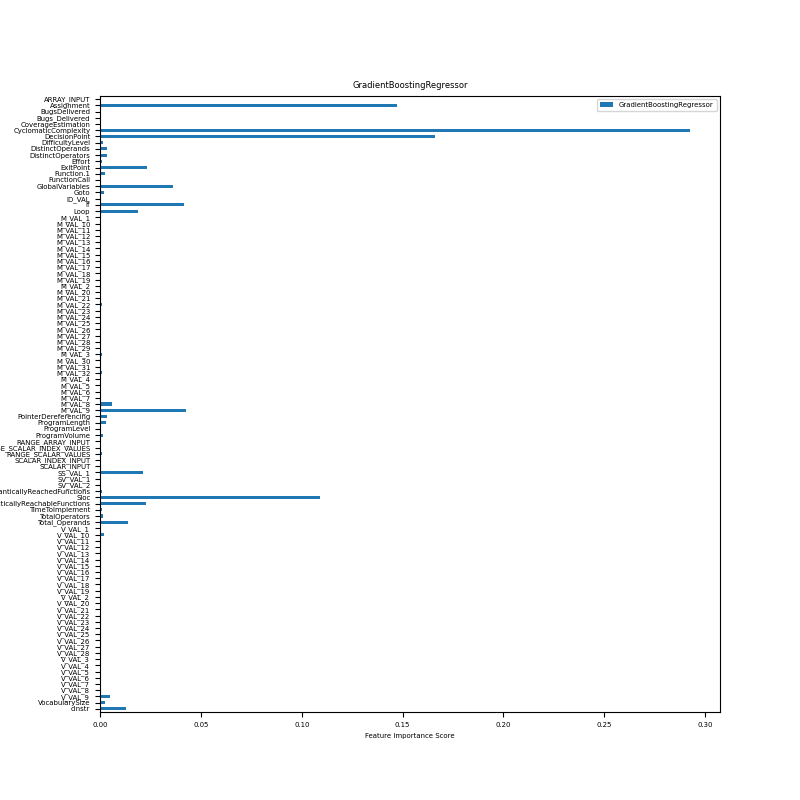 GradientBoostingRegressor
GradientBoostingRegressor
ARRAY_INPUT
Assignment
BugsDelivered
Bugs_Delivered
CoverageEstimation
CyclomaticComplexity
DecisionPoint
DifficultyLevel
DistinctOperands
DistinctOperators
Effort
ExitPoint
Function.1
FunctionCall
GlobalVariables
Goto
ID_VAL
If
Loop
M_VAL_1
M_VAL_10
M_VAL_11
M_VAL_12
M_VAL_13
M_VAL_14
M_VAL_15
M_VAL_16
M_VAL_17
M_VAL_18
M_VAL_19
M_VAL_2
M_VAL_20
M_VAL_21
M_VAL_22
M_VAL_23
M_VAL_24
M_VAL_25
M_VAL_26
M_VAL_27
M_VAL_28
M_VAL_29
M_VAL_3
M_VAL_30
M_VAL_31
M_VAL_32
M_VAL_4
M_VAL_5
M_VAL_6
M_VAL_7
M_VAL_8
M_VAL_9
PointerDereferencing
ProgramLength
ProgramLevel
ProgramVolume
RANGE_ARRAY_INPUT
E_SCALAR_INDEX_VALUES
RANGE_SCALAR_VALUES
SCALAR_INDEX_INPUT
SCALAR_INPUT
SS_VAL_1
SV_VAL_1
SV_VAL_2
anticallyReachedFunctions
Sloc
ticallyReachableFunctions
TimeToImplement
TotalOperators
Total_Operands
V_VAL_1
V_VAL_10
V_VAL_11
V_VAL_12
V_VAL_13
V_VAL_14
V_VAL_15
V_VAL_16
V_VAL_17
V_VAL_18
V_VAL_19
V_VAL_2
V_VAL_20
V_VAL_21
V_VAL_22
V_VAL_23
V_VAL_24
V_VAL_25
V_VAL_26
V_VAL_27
V_VAL_28
V_VAL_3
V_VAL_4
V_VAL_5
V_VAL_6
V_VAL_7
V_VAL_8
V_VAL_9
VocabularySize
cInstr
0.00 0.05 0.10 0.15 0.20 0.25 0.30
Feature Importance Score